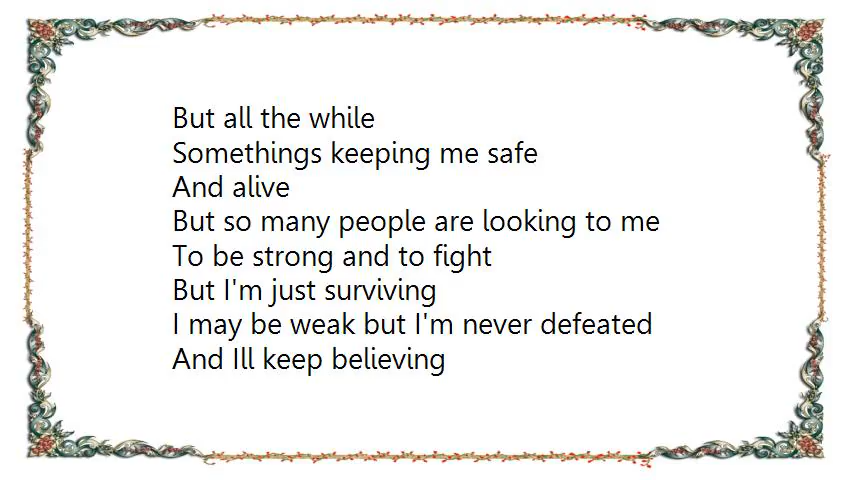 But all the while
Somethings keeping me safe
And alive
But so many people are looking to me
To be strong and to fight
But I'm just surviving
I may be weak but I'm never defeated
And Ill keep believing